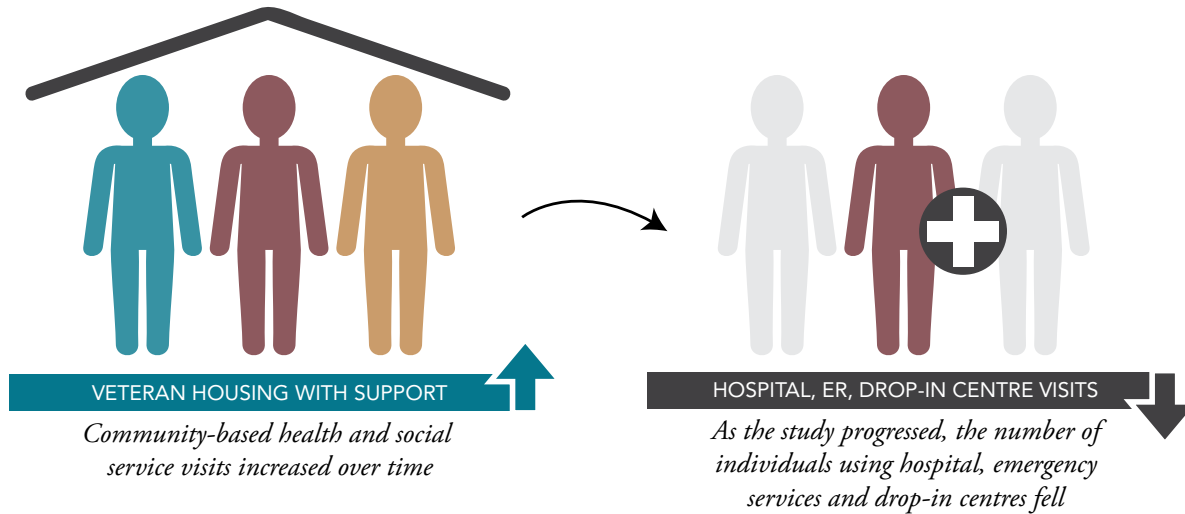 VETERAN HOUSING WITH SUPPORT
Community-based health and social
service visits increased over time
HOSPITAL, ER, DROP-IN CENTRE VISITS
As the study progressed, the number of
individuals using hospital, emergency
services and drop-in centres fell